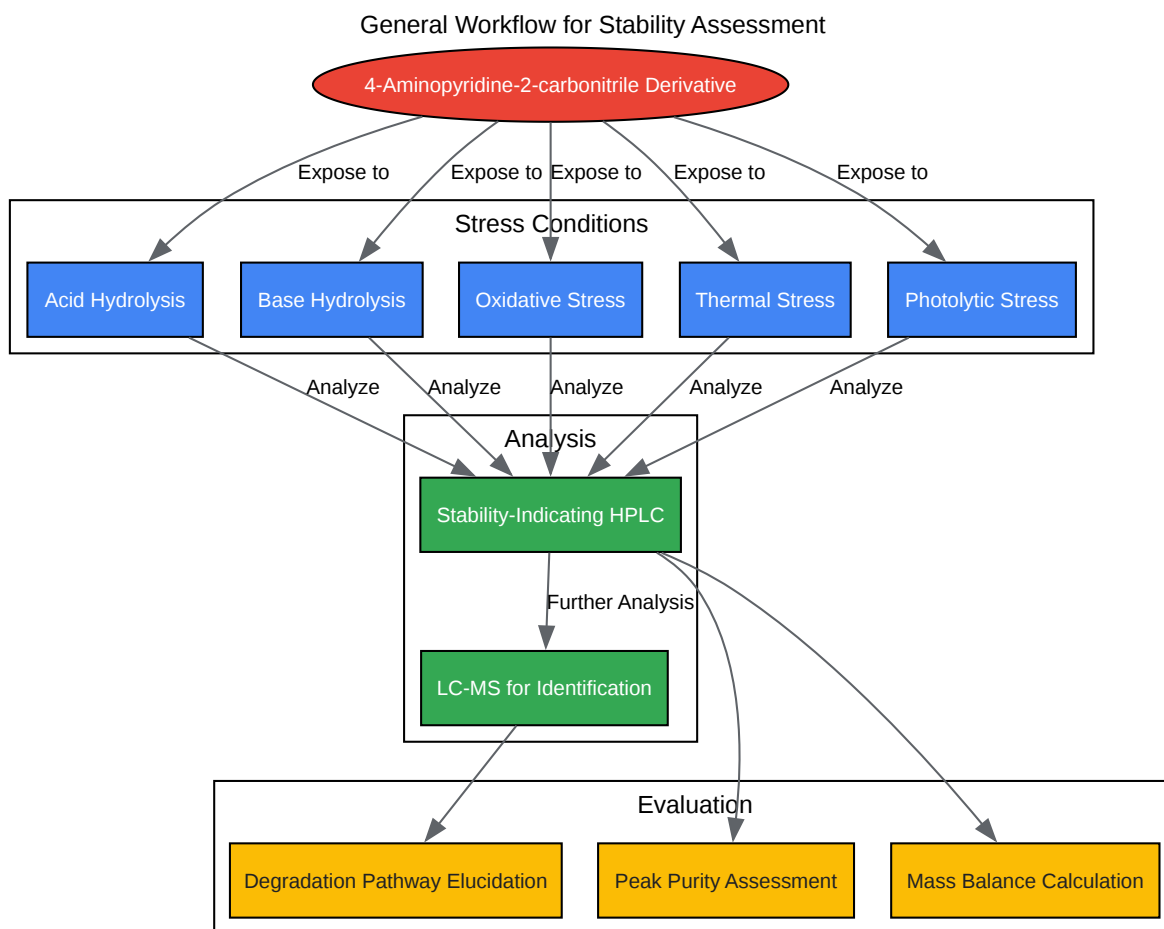 General Workflow for Stability Assessment
4-Aminopyridine-2-carbonitrile Derivative
Expose to
Expose to
Expose to
Expose to
Expose to
Stress Conditions
Acid Hydrolysis
Base Hydrolysis
Oxidative Stress
Thermal Stress
Photolytic Stress
Analyze
Analyze
Analyze
Analyze
Analyze
Analysis
Stability-Indicating HPLC
Further Analysis
LC-MS for Identification
Evaluation
Degradation Pathway Elucidation
Peak Purity Assessment
Mass Balance Calculation